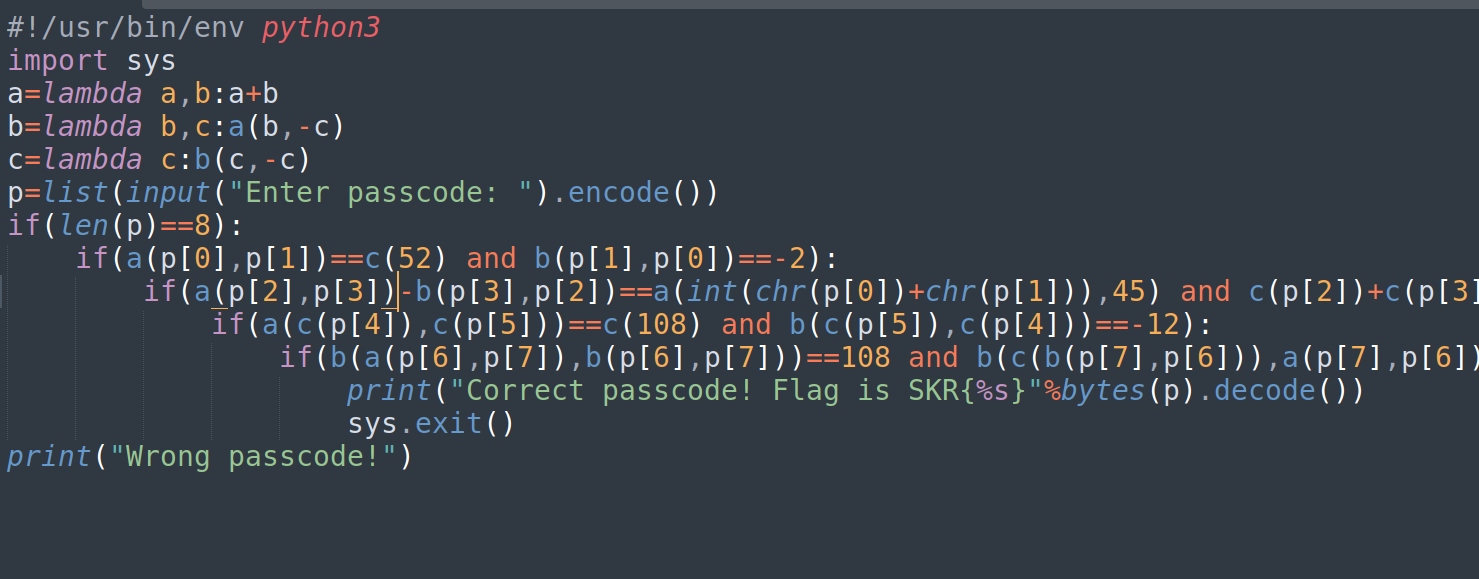 #!/usr/bin/env python3
import sys
a=lambda a,b:a+b
b=lambda b,c:a(b,-c)
c=lambda c:b(c,-c)
p=list(input("Enter passcode: ").encode())
if(len(p)==8):
if(a(p[0],p[1])==c(52) and b(p[1],p[0])==-2):
if(a(p[2],p[3])-b(p[3],p[2])==a(int(chr(p[0])+chr(p[1])),45) and c(p[2])+c(p[3]
if(a(c(p[4]),c(p[5]))==c(108) and b(c(p[5]),c(p[4]))==-12):
if(b(a(p[6],p[7]),b(p[6],p[7]))==108 and b(c(b(p[7],p[6])),a(p[7],p[6])
print("Correct passcode! Flag is SKR{%s}"%bytes(p).decode())
sys.exit()
print("Wrong passcode!")